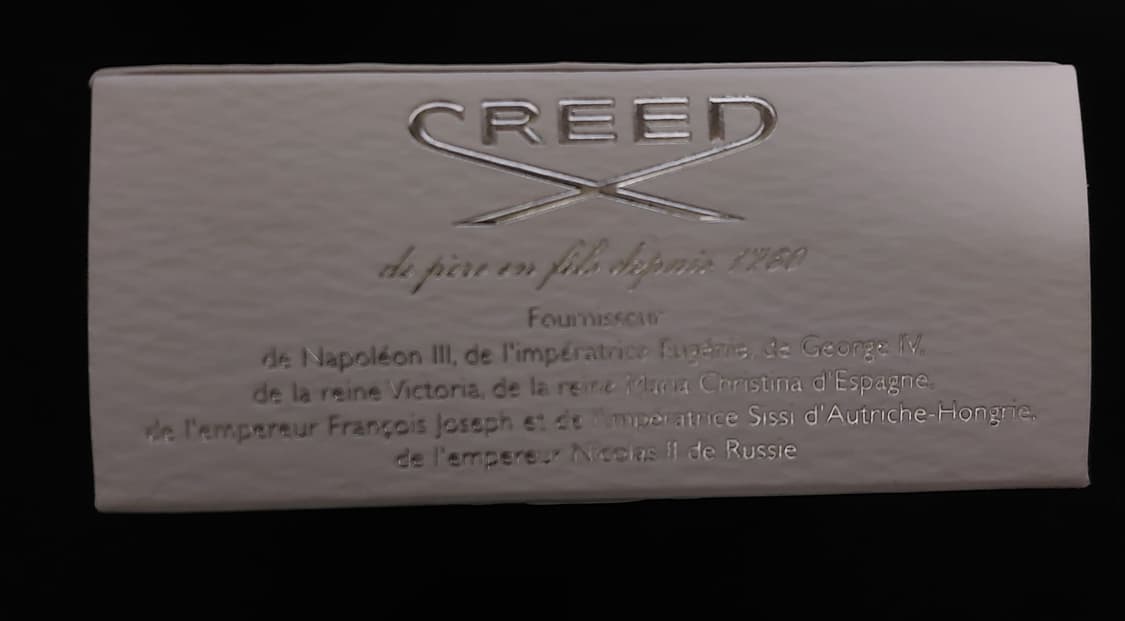 CREED
de père en fils depuis 1760
Fournisseur
de Napoléon III, de l'impératrice Eugénie, de George IV,
de la reine Victoria, de la reine Maria Christina d'Espagne,
de l'empereur François Joseph et de l'impératrice Sissi d'Autriche-Hongrie,
de l'empereur Nicolas II de Russie